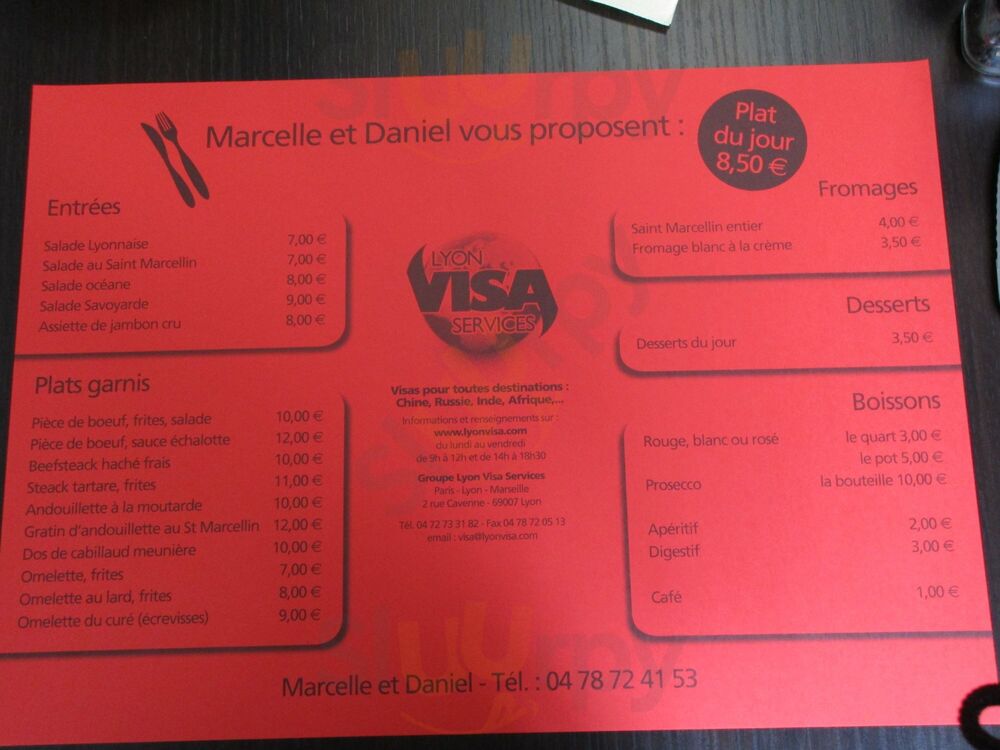 Marcelle et Daniel vous proposent :
Plat
du jour
8,50 €
Entrées
Salade Lyonnaise 7,00 €
Salade au Saint Marcellin 7,00 €
Salade océane 8,00 €
Salade Savoyarde 9,00 €
Assiette de jambon cru 8,00 €
Plats garnis
Pièce de boeuf, frites, salade 10,00 €
Pièce de boeuf, sauce échalotte 12,00 €
Beefsteack haché frais 10,00 €
Steack tartare, frites 11,00 €
Andouillette à la moutarde 10,00 €
Gratin d'andouillette au St Marcellin 12,00 €
Dos de cabillaud meunière 10,00 €
Omelette, frites 7,00 €
Omelette au lard, frites 8,00 €
Omelette du curé (écrevisses) 9,00 €
LYON
VISA
SERVICES
Visas pour toutes destinations :
Chine, Russie, Inde, Afrique,...
Informations et renseignements sur :
www.lyonvisa.com
du lundi au vendredi
de 9h à 12h et de 14h à 18h30
Groupe Lyon Visa Services
Paris - Lyon - Marseille
2 rue Cavenne - 69007 Lyon
Tél. 04 72 73 31 82 - Fax 04 78 72 05 13
email : visa@lyonvisa.com
Fromages
Saint Marcellin entier 4,00 €
Fromage blanc à la crème 3,50 €
Desserts
Desserts du jour 3,50 €
Boissons
Rouge, blanc ou rosé le quart 3,00 €
le pot 5,00 €
Prosecco la bouteille 10,00 €
Apéritif 2,00 €
Digestif 3,00 €
Café 1,00 €
Marcelle et Daniel - Tél. : 04 78 72 41 53
Sluurpy
Sluurpy
Sluurpy